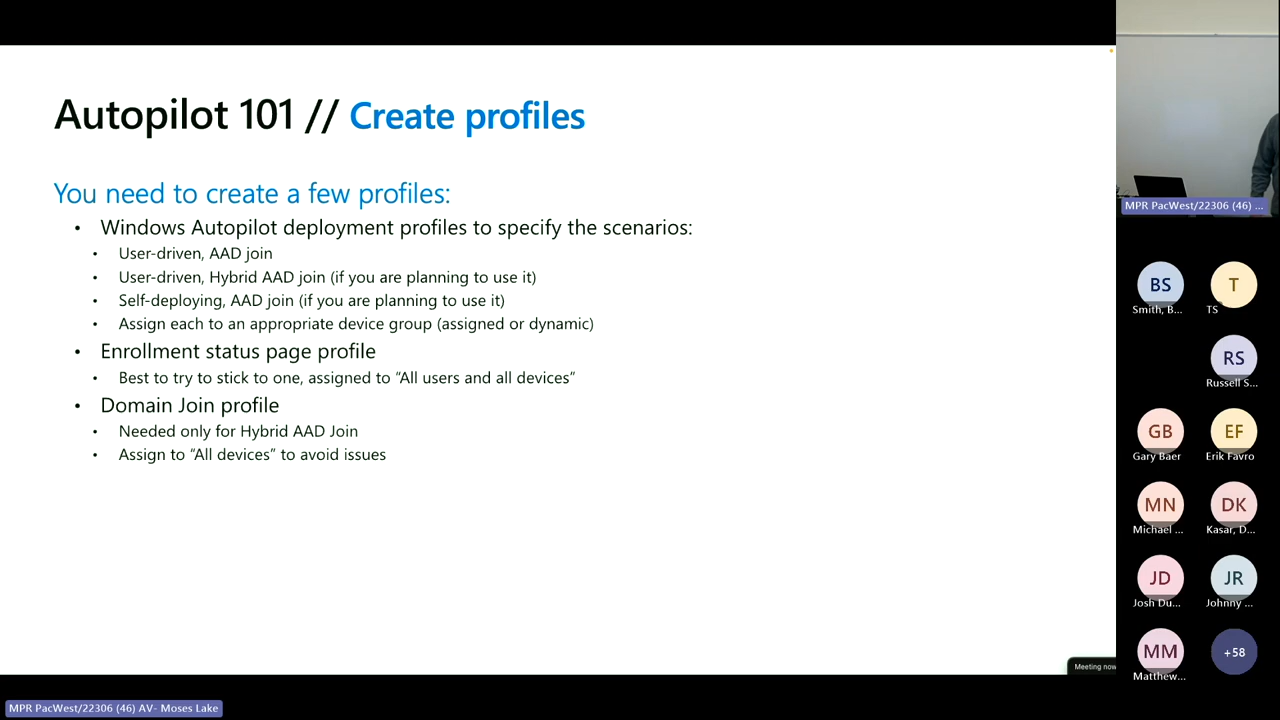 Autopilot 101 // Create profiles
You need to create a few profiles:
• Windows Autopilot deployment profiles to specify the scenarios:
• User-driven, AAD join
• User-driven, Hybrid AAD join (if you are planning to use it)
• Self-deploying, AAD join (if you are planning to use it)
• Assign each to an appropriate device group (assigned or dynamic)
• Enrollment status page profile
• Best to try to stick to one, assigned to “All users and all devices”
• Domain Join profile
• Needed only for Hybrid AAD Join
• Assign to “All devices” to avoid issues
Meeting now
MPR PacWest/22306 (46) AV- Moses Lake
MPR PacWest/22306 (46) ...
BS
Smith, B...
T
TS
RS
Russell S...
GB
Gary Baer
EF
Erik Favro
MN
Michael ...
DK
Kasar, D...
JD
Josh Du...
JR
Johnny ...
MM
Matthew...
+58